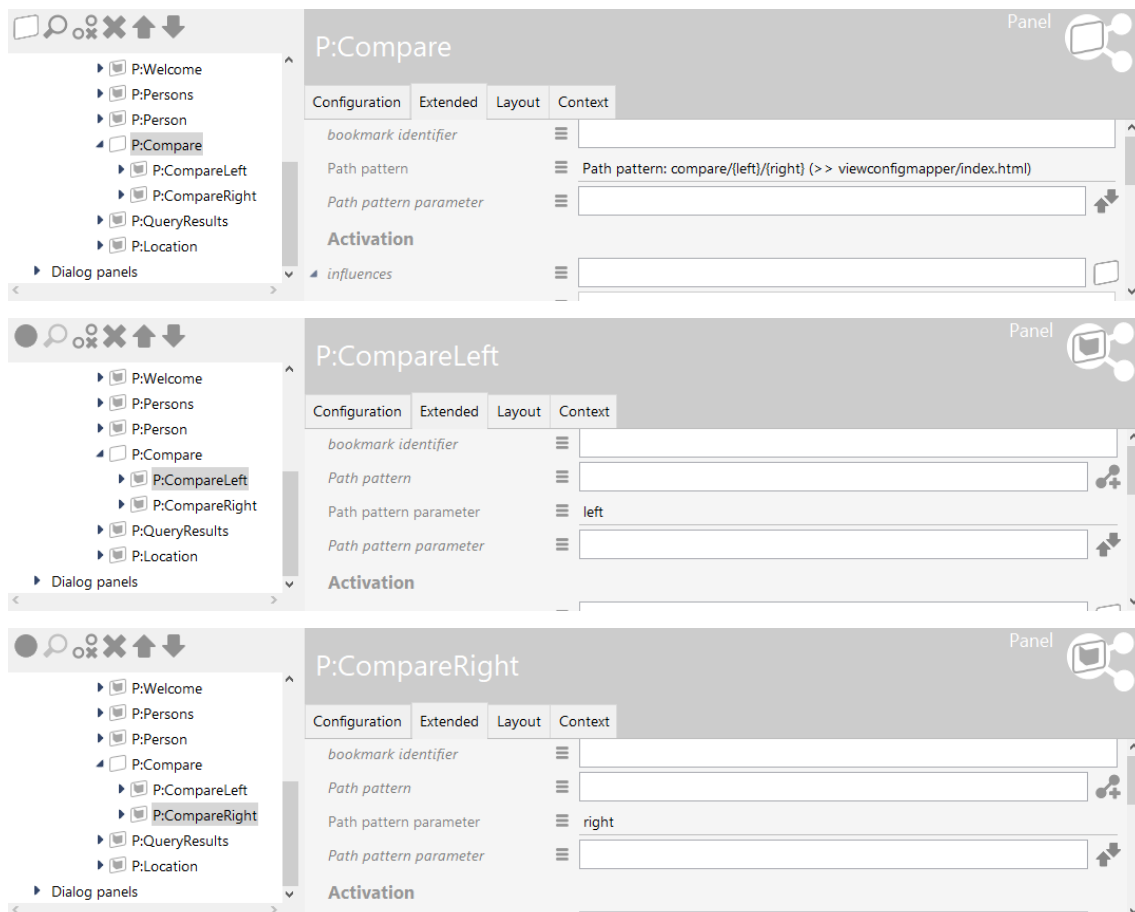 Panel
P:Compare
P:Welcome
P:Persons
P:Person
P:Compare
P:CompareLeft
P:CompareRight
P:QueryResults
P:Location
Dialog panels
Configuration Extended Layout Context
bookmark identifier
Path pattern Path pattern: compare/{left}/{right} (>> viewconfigmapper/index.html)
Path pattern parameter
Activation
influences
Panel
P:CompareLeft
P:Welcome
P:Persons
P:Person
P:Compare
P:CompareLeft
P:CompareRight
P:QueryResults
P:Location
Dialog panels
Configuration Extended Layout Context
bookmark identifier
Path pattern
Path pattern parameter left
Path pattern parameter
Activation
Panel
P:CompareRight
P:Welcome
P:Persons
P:Person
P:Compare
P:CompareLeft
P:CompareRight
P:QueryResults
P:Location
Dialog panels
Configuration Extended Layout Context
bookmark identifier
Path pattern
Path pattern parameter right
Path pattern parameter
Activation